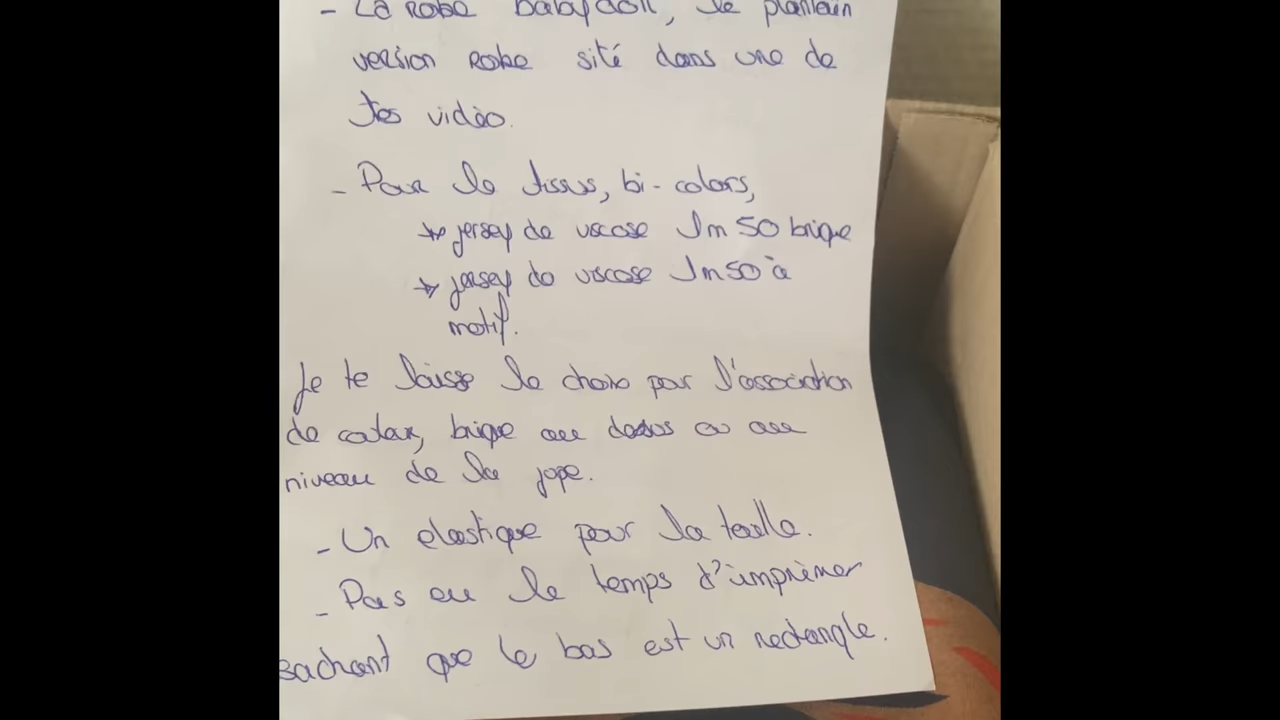 - La robe babydoll, le plantain
version robe sité dans une de
tes vidéo.
- Pour le tissus, bi-colors,
→ jersey de viscose 1m50 brique
→ jersey de viscose 1m50 à
motif.
Je te laisse le choix pour l'association
de couleur, brique au dessus ou au
niveau de la jupe.
- Un elastique pour la taille.
- Pas eu le temps d'imprimer
sachant que le bas est un rectangle.